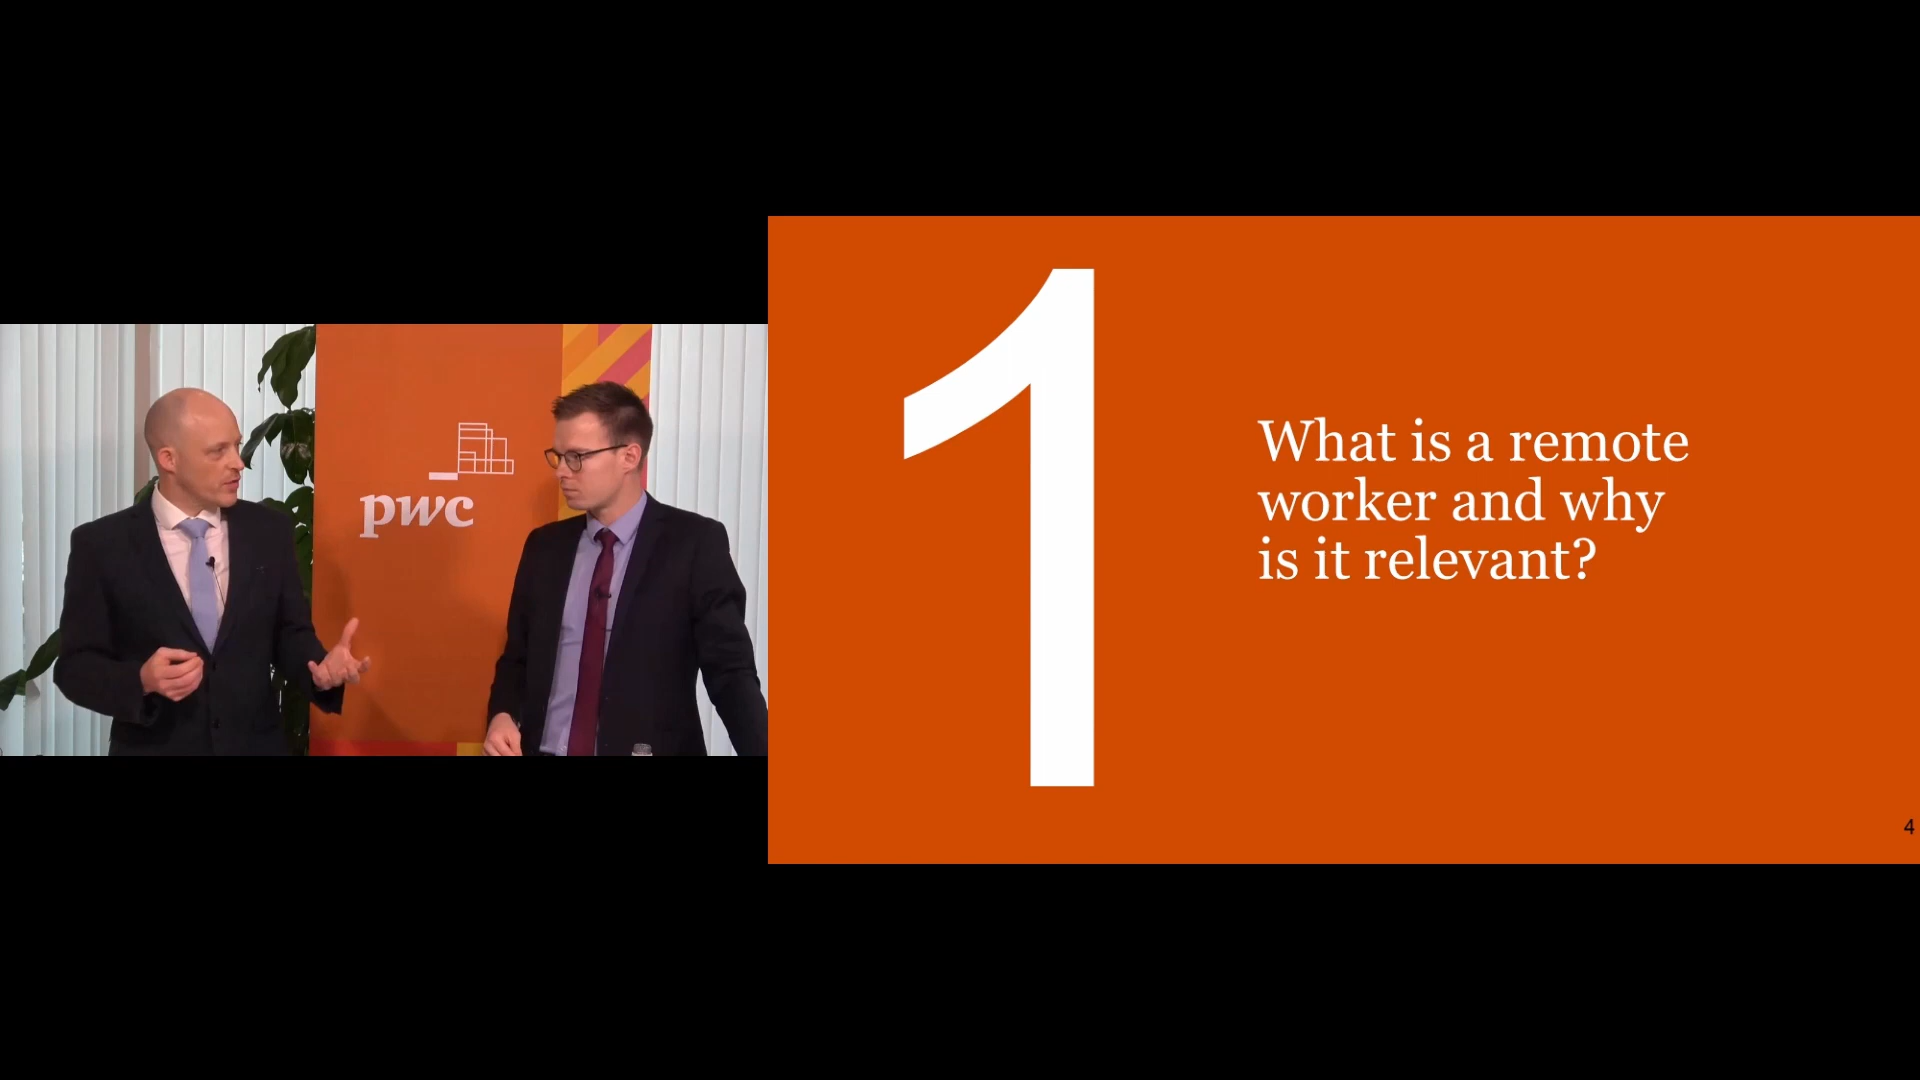 pwc
1
What is a remote
worker and why
is it relevant?
4